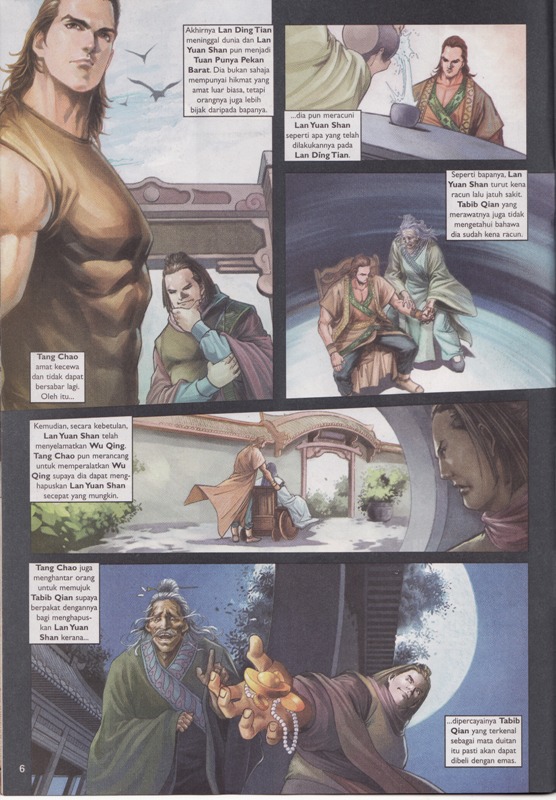 Akhirnya Lan Ding Tian
meninggal dunia dan Lan
Yuan Shan pun menjadi
Tuan Punya Pekan
Barat. Dia bukan sahaja
mempunyai hikmat yang
amat luar biasa, tetapi
orangnya juga lebih
bijak daripada bapanya.
Tang Chao
amat kecewa
dan tidak dapat
bersabar lagi.
Oleh itu...
...dia pun meracuni
Lan Yuan Shan
seperti apa yang telah
dilakukannya pada
Lan Ding Tian.
Seperti bapanya, Lan
Yuan Shan turut kena
racun lalu jatuh sakit.
Tabib Qian yang
merawatnya juga tidak
mengetahui bahawa
dia sudah kena racun.
Kemudian, secara kebetulan,
Lan Yuan Shan telah
menyelamatkan Wu Qing.
Tang Chao pun merancang
untuk memperalatkan Wu
Qing supaya dia dapat meng-
hapuskan Lan Yuan Shan
secepat yang mungkin.
Tang Chao juga
menghantar orang
untuk memujuk
Tabib Qian supaya
berpakat dengannya
bagi menghapus-
kan Lan Yuan
Shan kerana...
...dipercayainya Tabib
Qian yang terkenal
sebagai mata duitan
itu pasti akan dapat
dibeli dengan emas.
6